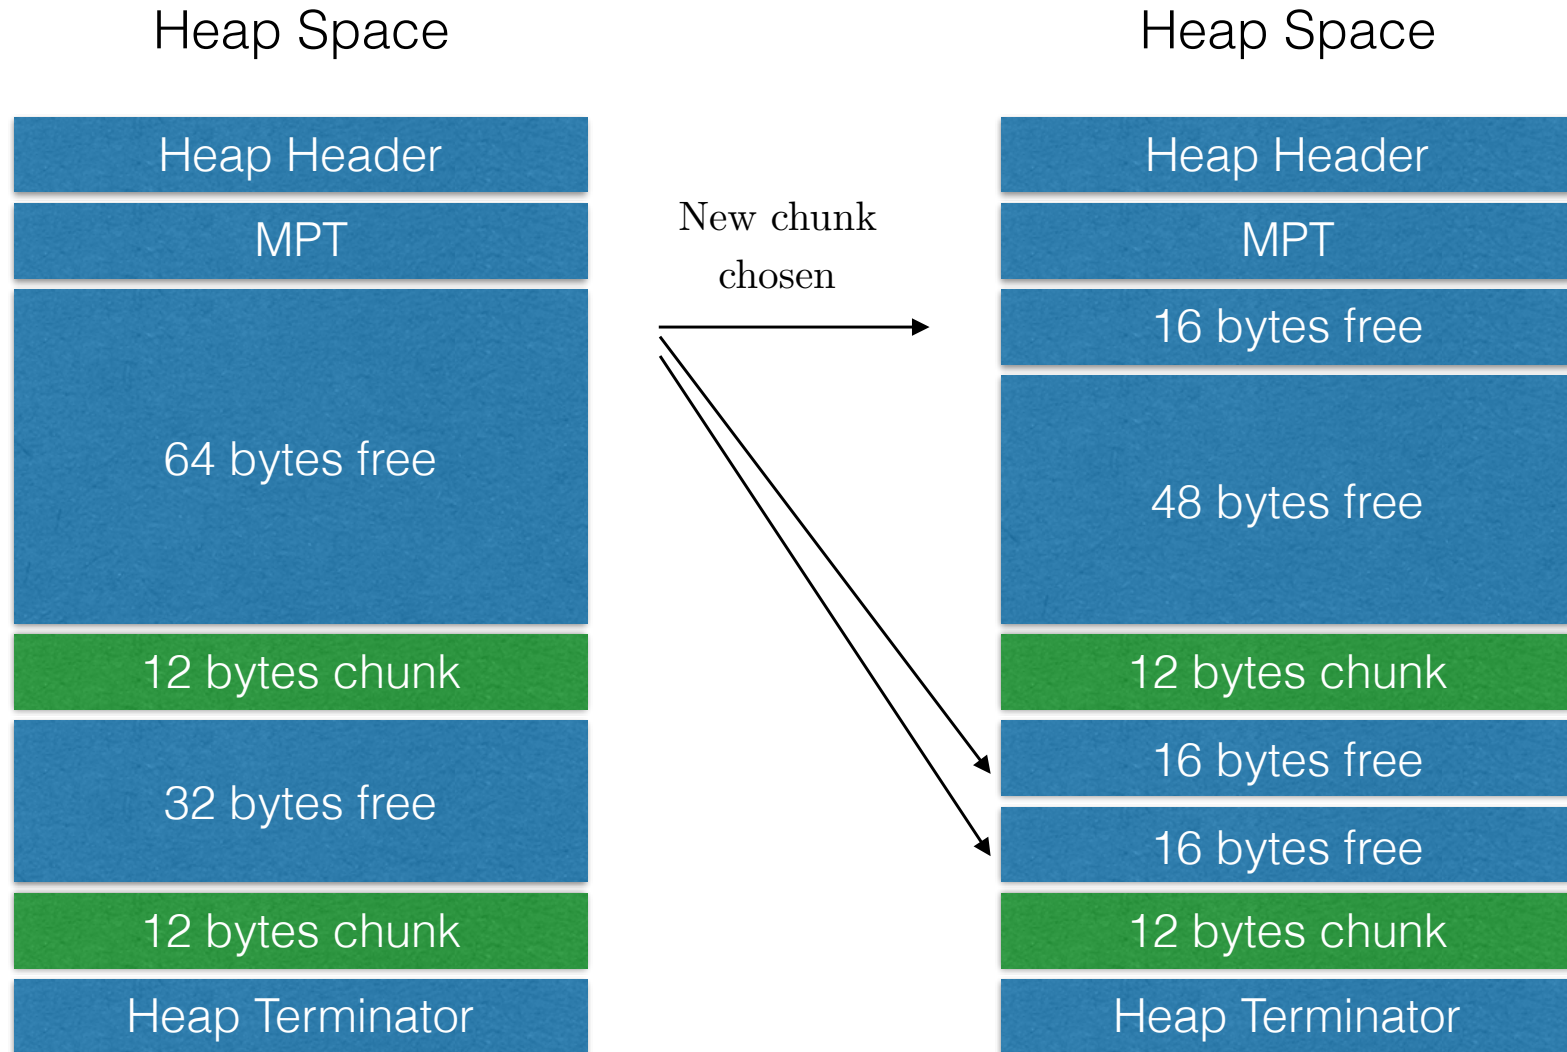 Heap Space
Heap Header
MPT
64 bytes free
12 bytes chunk
32 bytes free
12 bytes chunk
Heap Terminator
New chunk
chosen
Heap Space
Heap Header
MPT
16 bytes free
48 bytes free
12 bytes chunk
16 bytes free
16 bytes free
12 bytes chunk
Heap Terminator